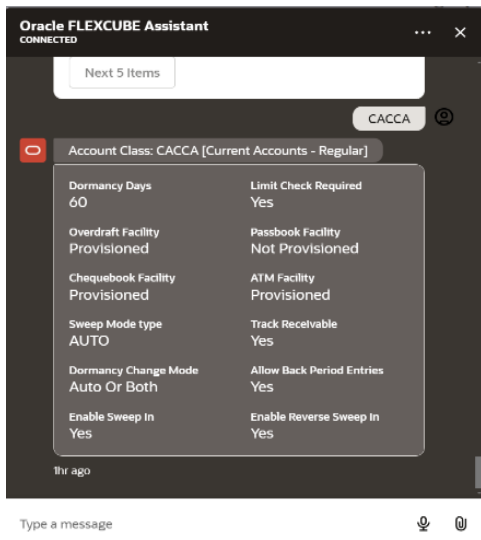 Oracle FLEXCUBE Assistant
CONNECTED
Next 5 Items
CACCA
Account Class: CACCA [Current Accounts - Regular]
Dormancy Days Limit Check Required
60 Yes
Overdraft Facility Passbook Facility
Provisioned Not Provisioned
Chequebook Facility ATM Facility
Provisioned Provisioned
Sweep Mode type Track Receivable
AUTO Yes
Dormancy Change Mode Allow Back Period Entries
Auto Or Both Yes
Enable Sweep In Enable Reverse Sweep In
Yes Yes
1hr ago
Type a message